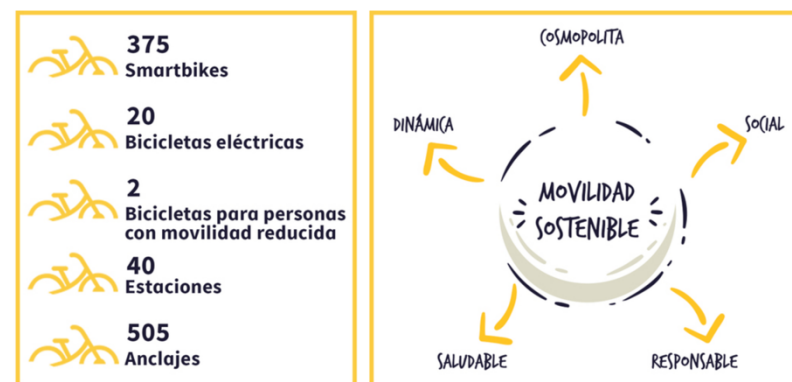 375
Smartbikes
20
Bicicletas eléctricas
2
Bicicletas para personas
con movilidad reducida
40
Estaciones
505
Anclajes
COSMOPOLITA
DINÁMICA
SOCIAL
MOVILIDAD
SOSTENIBLE
SALUDABLE
RESPONSABLE